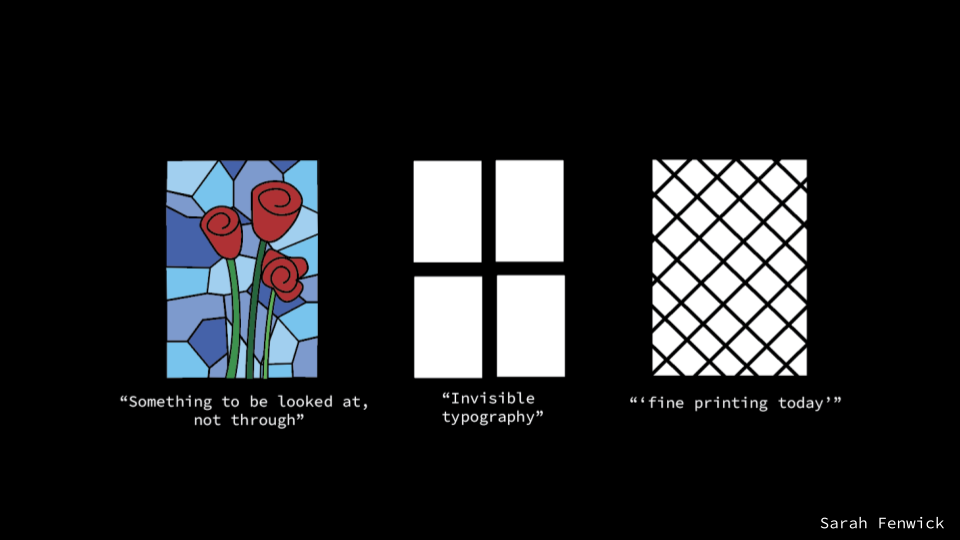 “Something to be looked at,
not through”
“Invisible
typography”
“‘fine printing today’”
Sarah Fenwick